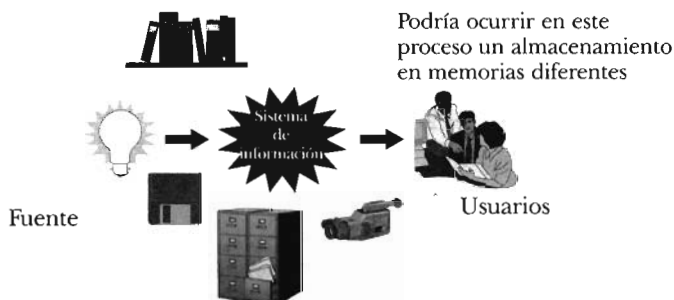 Podría ocurrir en este
proceso un almacenamiento
en memorias diferentes
Sistema
de
información
Fuente
Usuarios